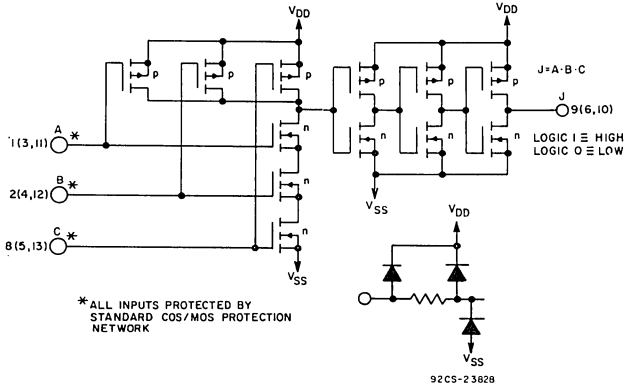 VDD
VDD
p
p
p
p
p
p
J=A·B·C
J
9(6,10)
A
*
1(3,11)
n
n
n
n
LOGIC 1 ≡ HIGH
LOGIC 0 ≡ LOW
B
*
2(4,12)
n
VSS
C
*
8(5,13)
n
VSS
VDD
*ALL INPUTS PROTECTED BY
STANDARD COS/MOS PROTECTION
NETWORK
VSS
92CS-23828